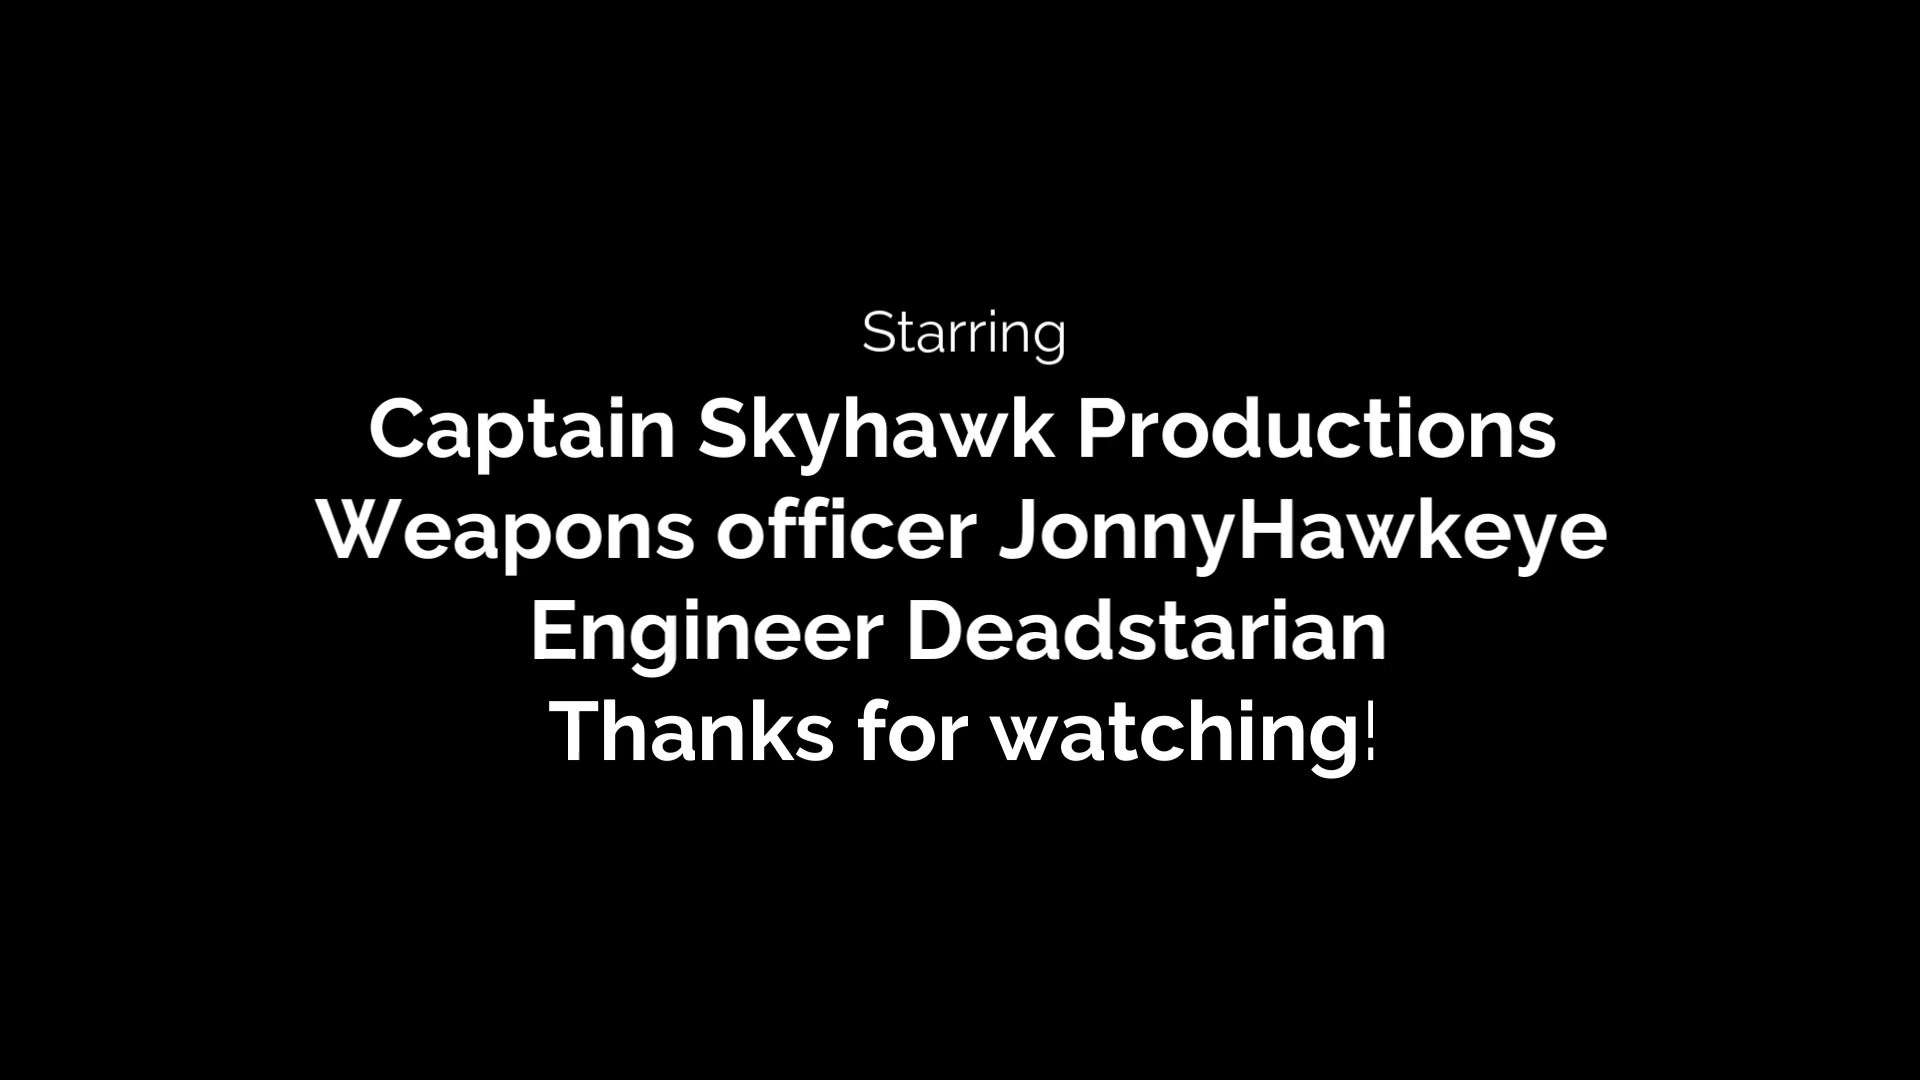 Starring
Captain Skyhawk Productions
Weapons officer JonnyHawkeye
Engineer Deadstarian
Thanks for watching!